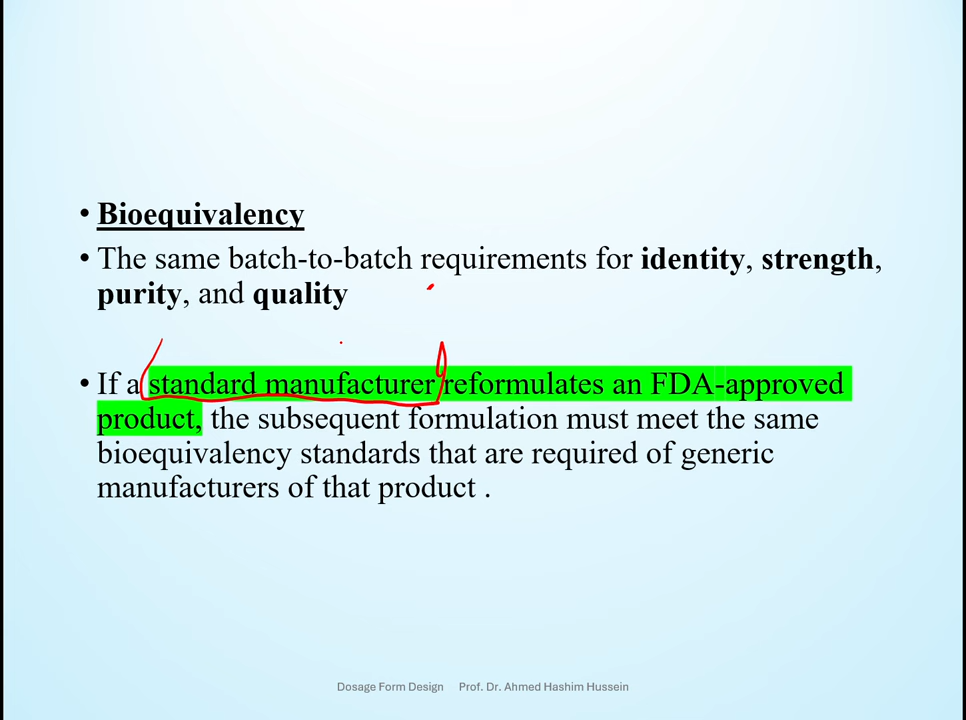 • Bioequivalency
• The same batch-to-batch requirements for identity, strength,
purity, and quality
• If a standard manufacturer reformulates an FDA-approved
product, the subsequent formulation must meet the same
bioequivalency standards that are required of generic
manufacturers of that product .
Dosage Form Design Prof. Dr. Ahmed Hashim Hussein